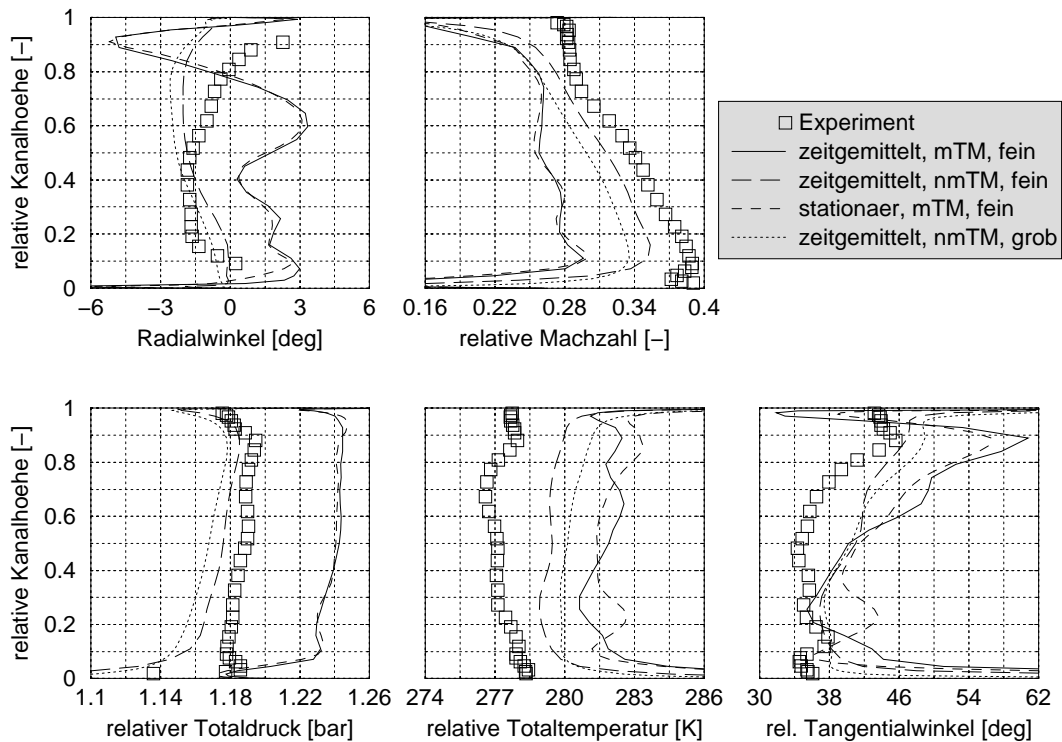 1
0.8
0.6
0.4
0.2
0
relative Kanalhoehe [−]
−6 −3 0 3 6
Radialwinkel [deg]
0.16 0.22 0.28 0.34 0.4
relative Machzahl [−]
Experiment
zeitgemittelt, mTM, fein
zeitgemittelt, nmTM, fein
stationaer, mTM, fein
zeitgemittelt, nmTM, grob
1
0.8
0.6
0.4
0.2
0
relative Kanalhoehe [−]
1.1 1.14 1.18 1.22 1.26
relativer Totaldruck [bar]
274 277 280 283 286
relative Totaltemperatur [K]
30 38 46 54 62
rel. Tangentialwinkel [deg]